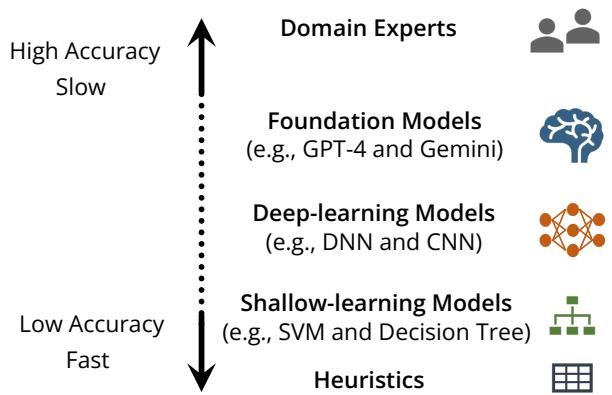 High Accuracy
Slow
Domain Experts
Foundation Models
(e.g., GPT-4 and Gemini)
Deep-learning Models
(e.g., DNN and CNN)
Low Accuracy
Fast
Shallow-learning Models
(e.g., SVM and Decision Tree)
Heuristics